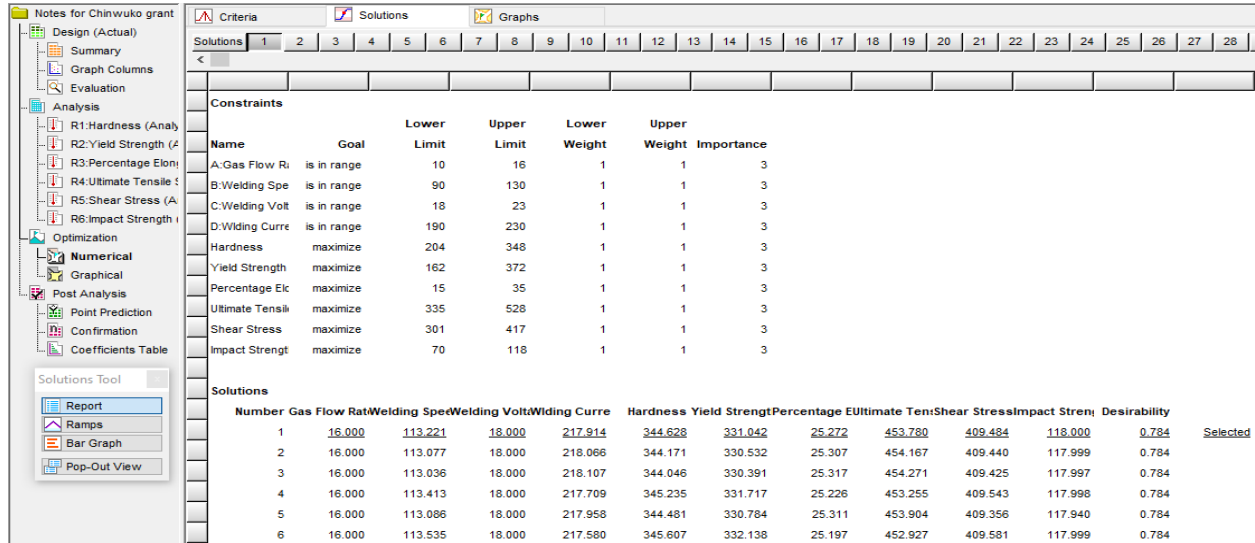 Notes for Chinwuko grant
Design (Actual)
Summary
Graph Columns
Evaluation
Analysis
R1:Hardness (Analy
R2:Yield Strength (A
R3:Percentage Elong
R4:Ultimate Tensile S
R5:Shear Stress (A
R6:Impact Strength (
Optimization
Numerical
Graphical
Post Analysis
Point Prediction
Confirmation
Coefficients Table
Solutions Tool
Report
Ramps
Bar Graph
Pop-Out View
Criteria Solutions Graphs
Solutions 1 2 3 4 5 6 7 8 9 10 11 12 13 14 15 16 17 18 19 20 21 22 23 24 25 26 27 28
<
Constraints
Lower Upper Lower Upper
Name Goal Limit Limit Weight Weight Importance
A:Gas Flow Ra is in range 10 16 1 1 3
B:Welding Spe is in range 90 130 1 1 3
C:Welding Volt is in range 18 23 1 1 3
D:Wlding Curre is in range 190 230 1 1 3
Hardness maximize 204 348 1 1 3
Yield Strength maximize 162 372 1 1 3
Percentage Elc maximize 15 35 1 1 3
Ultimate Tensil maximize 335 528 1 1 3
Shear Stress maximize 301 417 1 1 3
Impact Strengt maximize 70 118 1 1 3
Solutions
Number Gas Flow Rate Welding Spee Welding Volta Wlding Curre Hardness Yield Strengt Percentage E Ultimate Tens Shear Stress Impact Streng Desirability
1 16.000 113.221 18.000 217.914 344.628 331.042 25.272 453.780 409.484 118.000 0.784 Selected
2 16.000 113.077 18.000 218.066 344.171 330.532 25.307 454.167 409.440 117.999 0.784
3 16.000 113.036 18.000 218.107 344.046 330.391 25.317 454.271 409.425 117.997 0.784
4 16.000 113.413 18.000 217.709 345.235 331.717 25.226 453.255 409.543 117.998 0.784
5 16.000 113.086 18.000 217.958 344.481 330.784 25.311 453.904 409.356 117.940 0.784
6 16.000 113.535 18.000 217.580 345.607 332.138 25.197 452.927 409.581 117.999 0.784